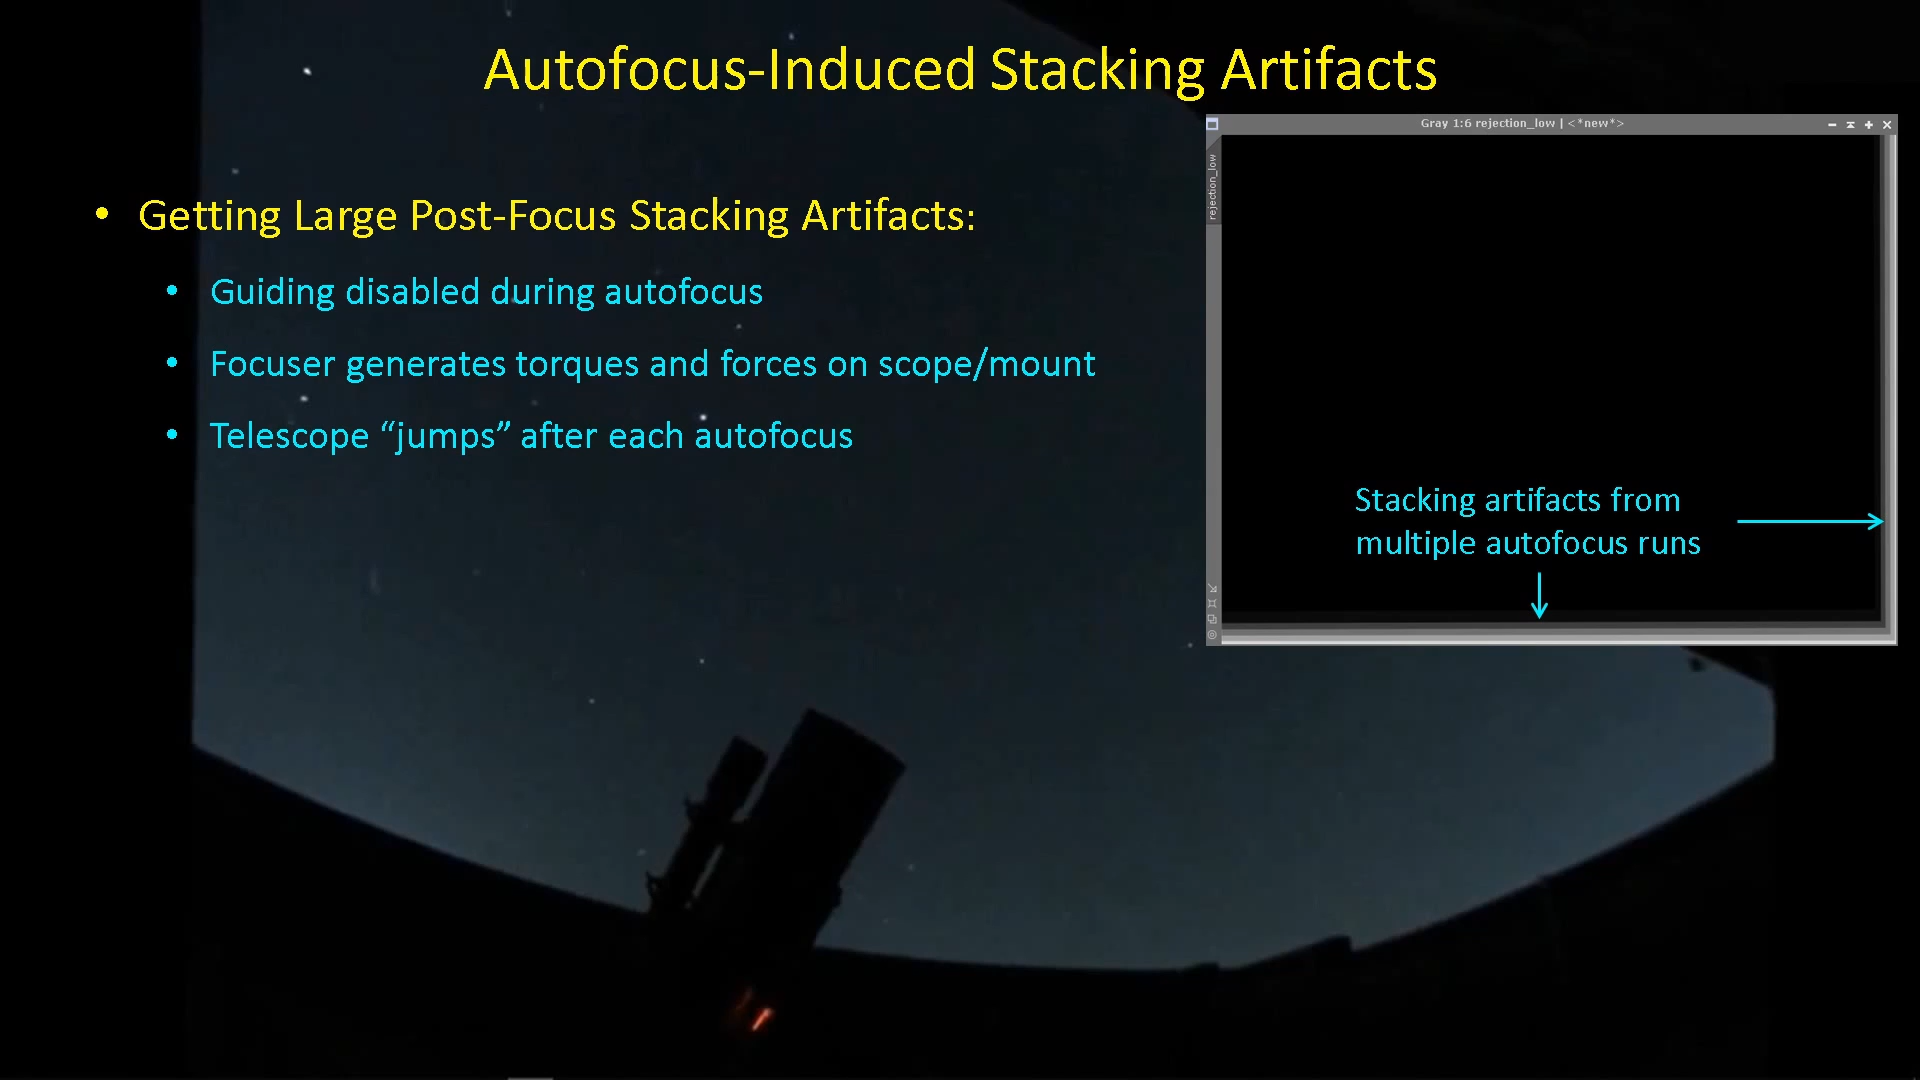 Autofocus-Induced Stacking Artifacts
• Getting Large Post-Focus Stacking Artifacts:
• Guiding disabled during autofocus
• Focuser generates torques and forces on scope/mount
• Telescope “jumps” after each autofocus
Gray 1:6 rejection_low | <*new*>
rejection_low
Stacking artifacts from
multiple autofocus runs